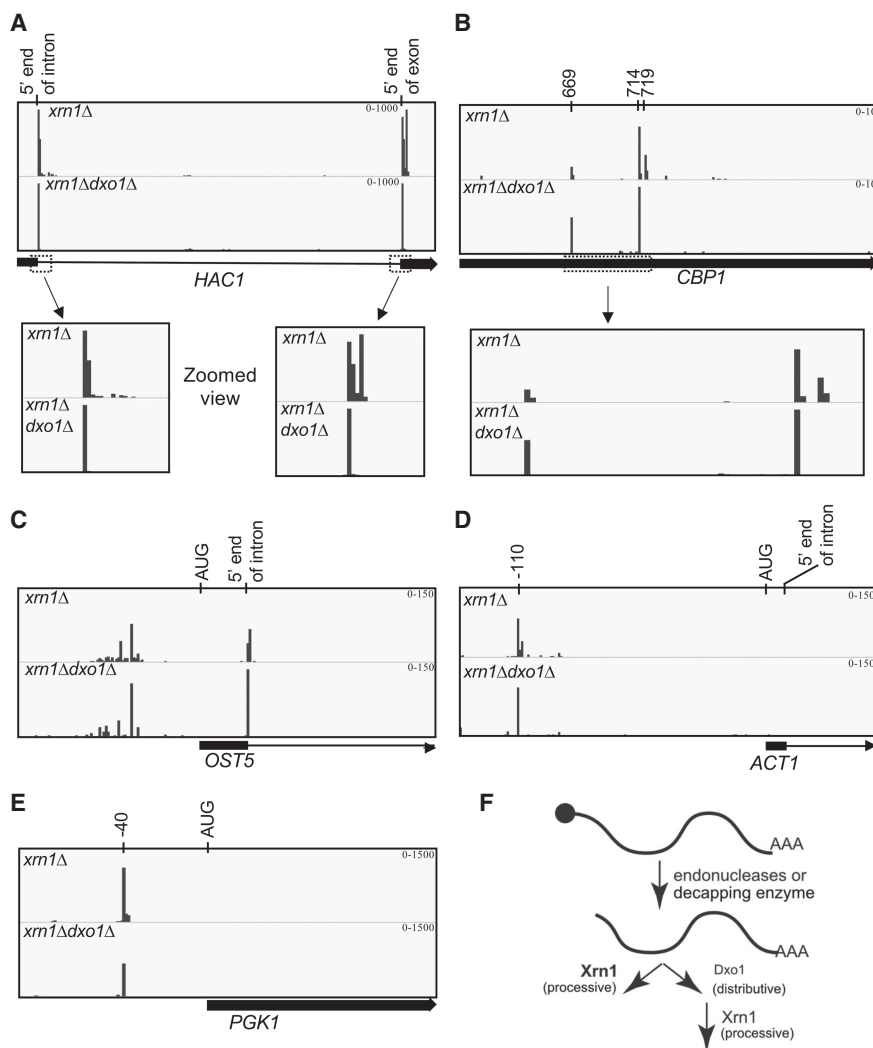 A
5' end
of intron
5' end
of exon
xrn1Δ
0-1000
xrn1Δdxo1Δ
0-1000
HAC1
xrn1Δ
xrn1Δ
dxo1Δ
Zoomed
view
xrn1Δ
xrn1Δ
dxo1Δ
B
669
714
719
xrn1Δ
0-10
xrn1Δdxo1Δ
0-10
CBP1
xrn1Δ
xrn1Δ
dxo1Δ
C
AUG
5' end
of intron
xrn1Δ
0-150
xrn1Δdxo1Δ
0-150
OST5
D
-110
AUG
5' end
of intron
xrn1Δ
0-150
xrn1Δdxo1Δ
0-150
ACT1
E
-40
AUG
xrn1Δ
0-1500
xrn1Δdxo1Δ
0-1500
PGK1
F
AAA
endonucleases or
decapping enzyme
AAA
Xrn1
(processive)
Dxo1
(distributive)
Xrn1
(processive)